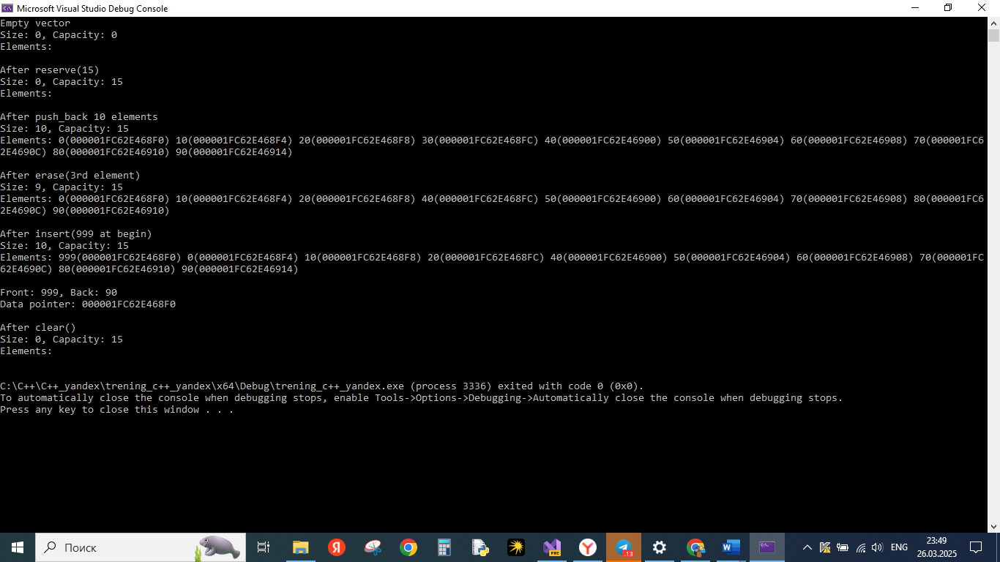 Microsoft Visual Studio Debug Console
Empty vector
Size: 0, Capacity: 0
Elements:
After reserve(15)
Size: 0, Capacity: 15
Elements:
After push_back 10 elements
Size: 10, Capacity: 15
Elements: 0(000001FC62E468F0) 10(000001FC62E468F4) 20(000001FC62E468F8) 30(000001FC62E468FC) 40(000001FC62E46900) 50(000001FC62E46904) 60(000001FC62E46908) 70(000001FC6
2E4690C) 80(000001FC62E46910) 90(000001FC62E46914)
After erase(3rd element)
Size: 9, Capacity: 15
Elements: 0(000001FC62E468F0) 10(000001FC62E468F4) 20(000001FC62E468F8) 40(000001FC62E468FC) 50(000001FC62E46900) 60(000001FC62E46904) 70(000001FC62E46908) 80(000001FC6
2E4690C) 90(000001FC62E46910)
After insert(999 at begin)
Size: 10, Capacity: 15
Elements: 999(000001FC62E468F0) 0(000001FC62E468F4) 10(000001FC62E468F8) 20(000001FC62E468FC) 40(000001FC62E46900) 50(000001FC62E46904) 60(000001FC62E46908) 70(000001FC
62E4690C) 80(000001FC62E46910) 90(000001FC62E46914)
Front: 999, Back: 90
Data pointer: 000001FC62E468F0
After clear()
Size: 0, Capacity: 15
Elements:
C:\C++\C++_yandex\trening_c++_yandex\x64\Debug\trening_c++_yandex.exe (process 3336) exited with code 0 (0x0).
To automatically close the console when debugging stops, enable Tools->Options->Debugging->Automatically close the console when debugging stops.
Press any key to close this window . . .
Поиск
Я
PRE
Y
.13
W
ENG
23:49
26.03.2025